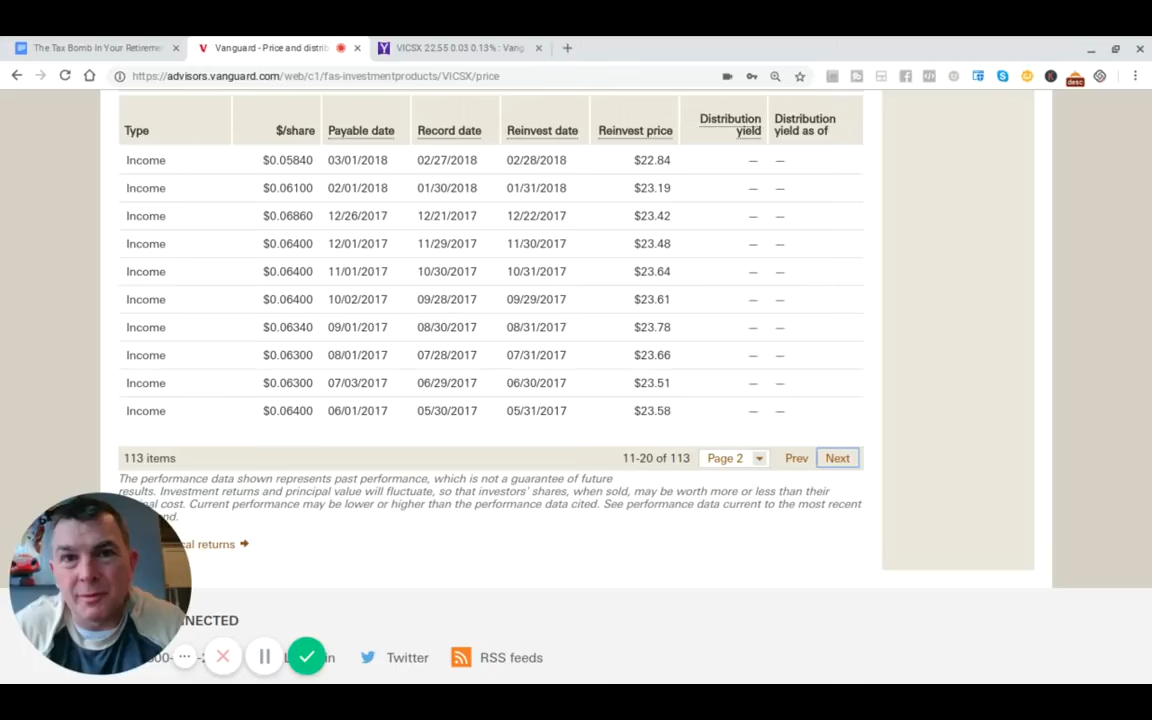 The Tax Bomb In Your Retireme
Vanguard - Price and distrib
VICSX 22.55 0.03 0.13% : Vang
https://advisors.vanguard.com/web/c1/fas-investmentproducts/VICSX/price
desc
Type $/share Payable date Record date Reinvest date Reinvest price Distribution yield Distribution yield as of
Income $0.05840 03/01/2018 02/27/2018 02/28/2018 $22.84 — —
Income $0.06100 02/01/2018 01/30/2018 01/31/2018 $23.19 — —
Income $0.06860 12/26/2017 12/21/2017 12/22/2017 $23.42 — —
Income $0.06400 12/01/2017 11/29/2017 11/30/2017 $23.48 — —
Income $0.06400 11/01/2017 10/30/2017 10/31/2017 $23.64 — —
Income $0.06400 10/02/2017 09/28/2017 09/29/2017 $23.61 — —
Income $0.06340 09/01/2017 08/30/2017 08/31/2017 $23.78 — —
Income $0.06300 08/01/2017 07/28/2017 07/31/2017 $23.66 — —
Income $0.06300 07/03/2017 06/29/2017 06/30/2017 $23.51 — —
Income $0.06400 06/01/2017 05/30/2017 05/31/2017 $23.58 — —
113 items 11-20 of 113 Page 2 Prev Next
The performance data shown represents past performance, which is not a guarantee of future
results. Investment returns and principal value will fluctuate, so that investors' shares, when sold, may be worth more or less than their
cost. Current performance may be lower or higher than the performance data cited. See performance data current to the most recent
returns
NECTED
Twitter RSS feeds